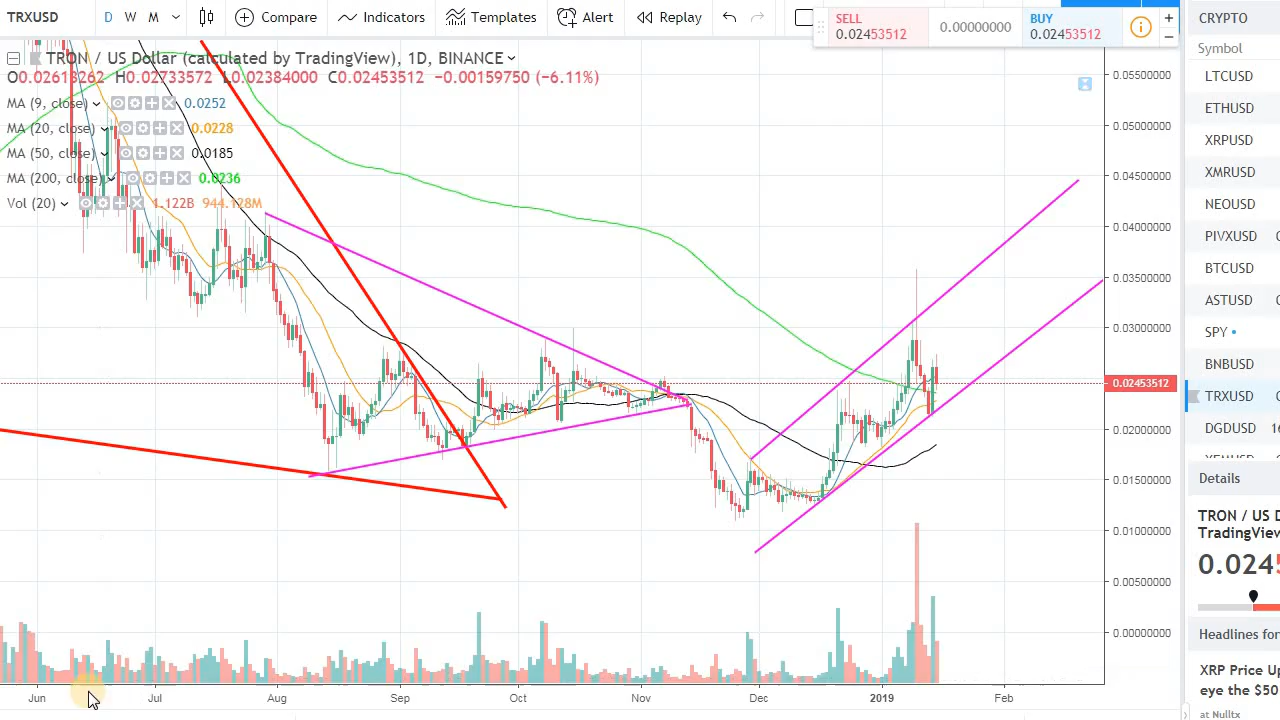 TRXUSD D W M Compare Indicators Templates Alert Replay
SELL 0.02453512 0.00000000 BUY 0.02453512
TRON / US Dollar (calculated by TradingView), 1D, BINANCE
O0.02613262 H0.02733572 L0.02384000 C0.02453512 −0.00159750 (−6.11%)
MA (9, close) 0.0252
MA (20, close) 0.0228
MA (50, close) 0.0185
MA (200, close) 0.0236
Vol (20) 1.122B 944.128M
0.05500000
0.05000000
0.04500000
0.04000000
0.03500000
0.03000000
0.02453512
0.02000000
0.01500000
0.01000000
0.00500000
0.00000000
Jun Jul Aug Sep Oct Nov Dec 2019 Feb
CRYPTO
Symbol
LTCUSD
ETHUSD
XRPUSD
XMRUSD
NEOUSD
PIVXUSD 0
BTCUSD
ASTUSD 0
SPY
BNBUSD
TRXUSD 0
DGDUSD 16
Details
TRON / US D
TradingView
0.0245
Headlines for
XRP Price Up
eye the $50
at Nulltx